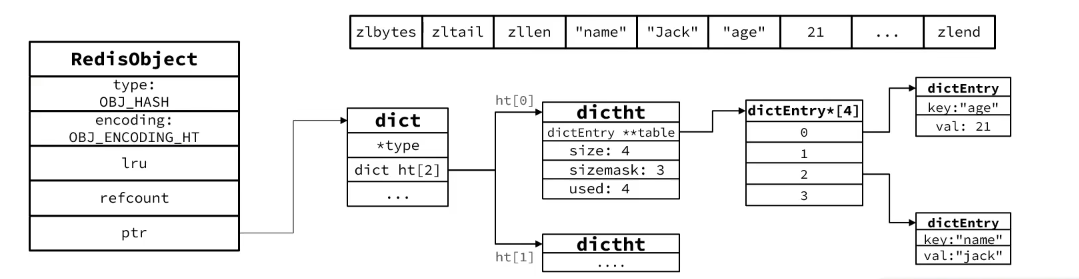 zlbytes zltail zllen "name" "Jack" "age" 21 ... zlend
RedisObject
type:
OBJ_HASH
encoding:
OBJ_ENCODING_HT
lru
refcount
ptr
dict
*type
dict ht[2]
...
ht[0]
dictht
dictEntry **table
size: 4
sizemask: 3
used: 4
ht[1]
dictht
....
dictEntry*[4]
0
1
2
3
dictEntry
key:"age"
val: 21
dictEntry
key:"name"
val:"jack"